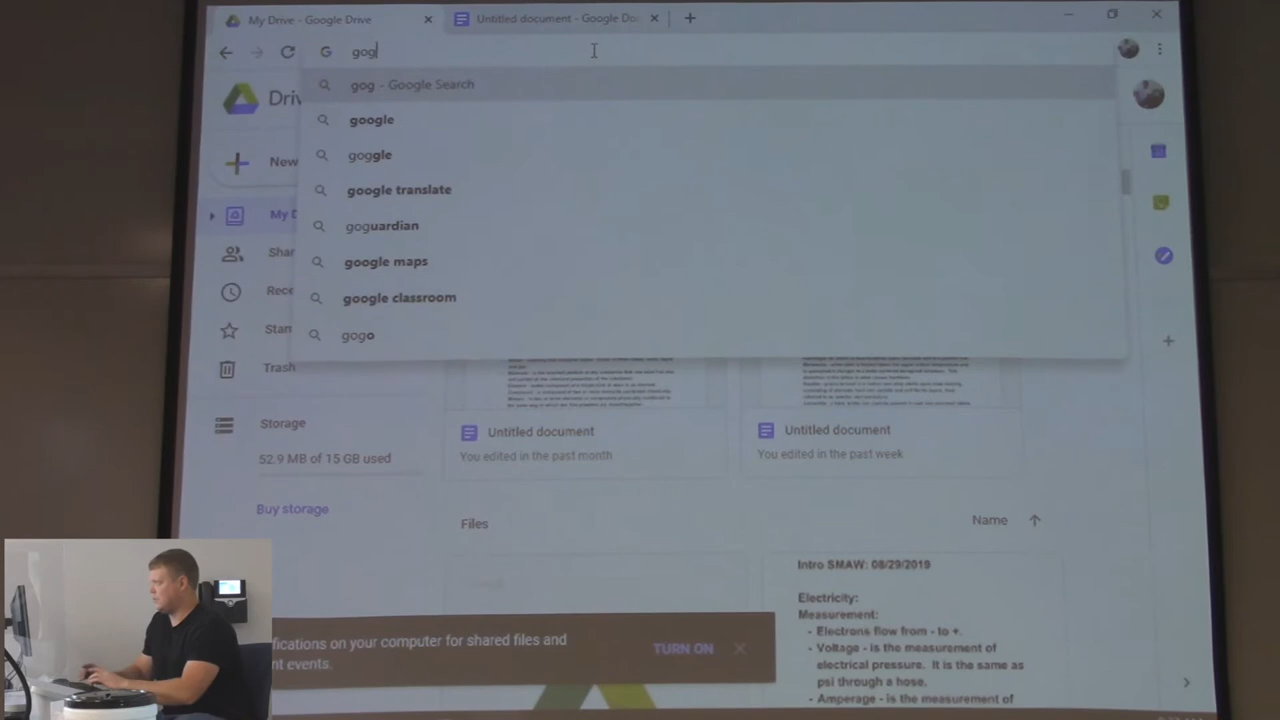 My Drive - Google Drive
Untitled document - Google Do
gog
gog - Google Search
google
goggle
google translate
goguardian
google maps
google classroom
gogo
Driv
New
My D
Shar
Rece
Starr
Trash
Storage
52.9 MB of 15 GB used
Buy storage
Untitled document
You edited in the past month
Untitled document
You edited in the past week
Files
Name
Intro SMAW: 08/29/2019
Electricity:
Measurement:
- Electrons flow from - to +.
- Voltage - is the measurement of
electrical pressure. It is the same as
psi through a hose.
- Amperage - is the measurement of
fications on your computer for shared files and
nt events.
TURN ON